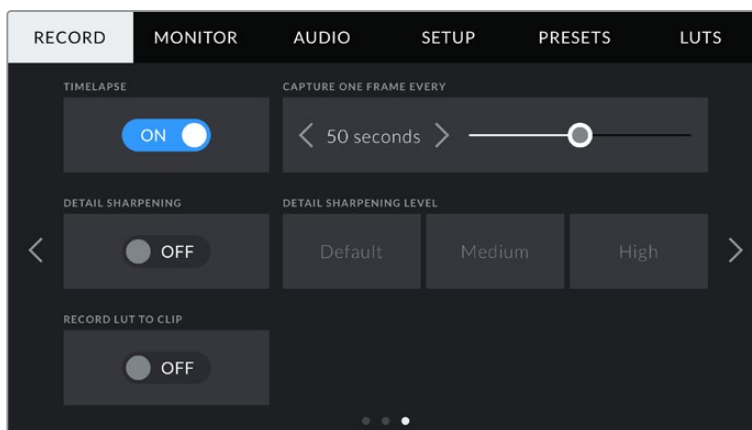 RECORD MONITOR AUDIO SETUP PRESETS LUTS
TIMELAPSE CAPTURE ONE FRAME EVERY
ON 50 seconds
DETAIL SHARPENING DETAIL SHARPENING LEVEL
OFF Default Medium High
RECORD LUT TO CLIP
OFF